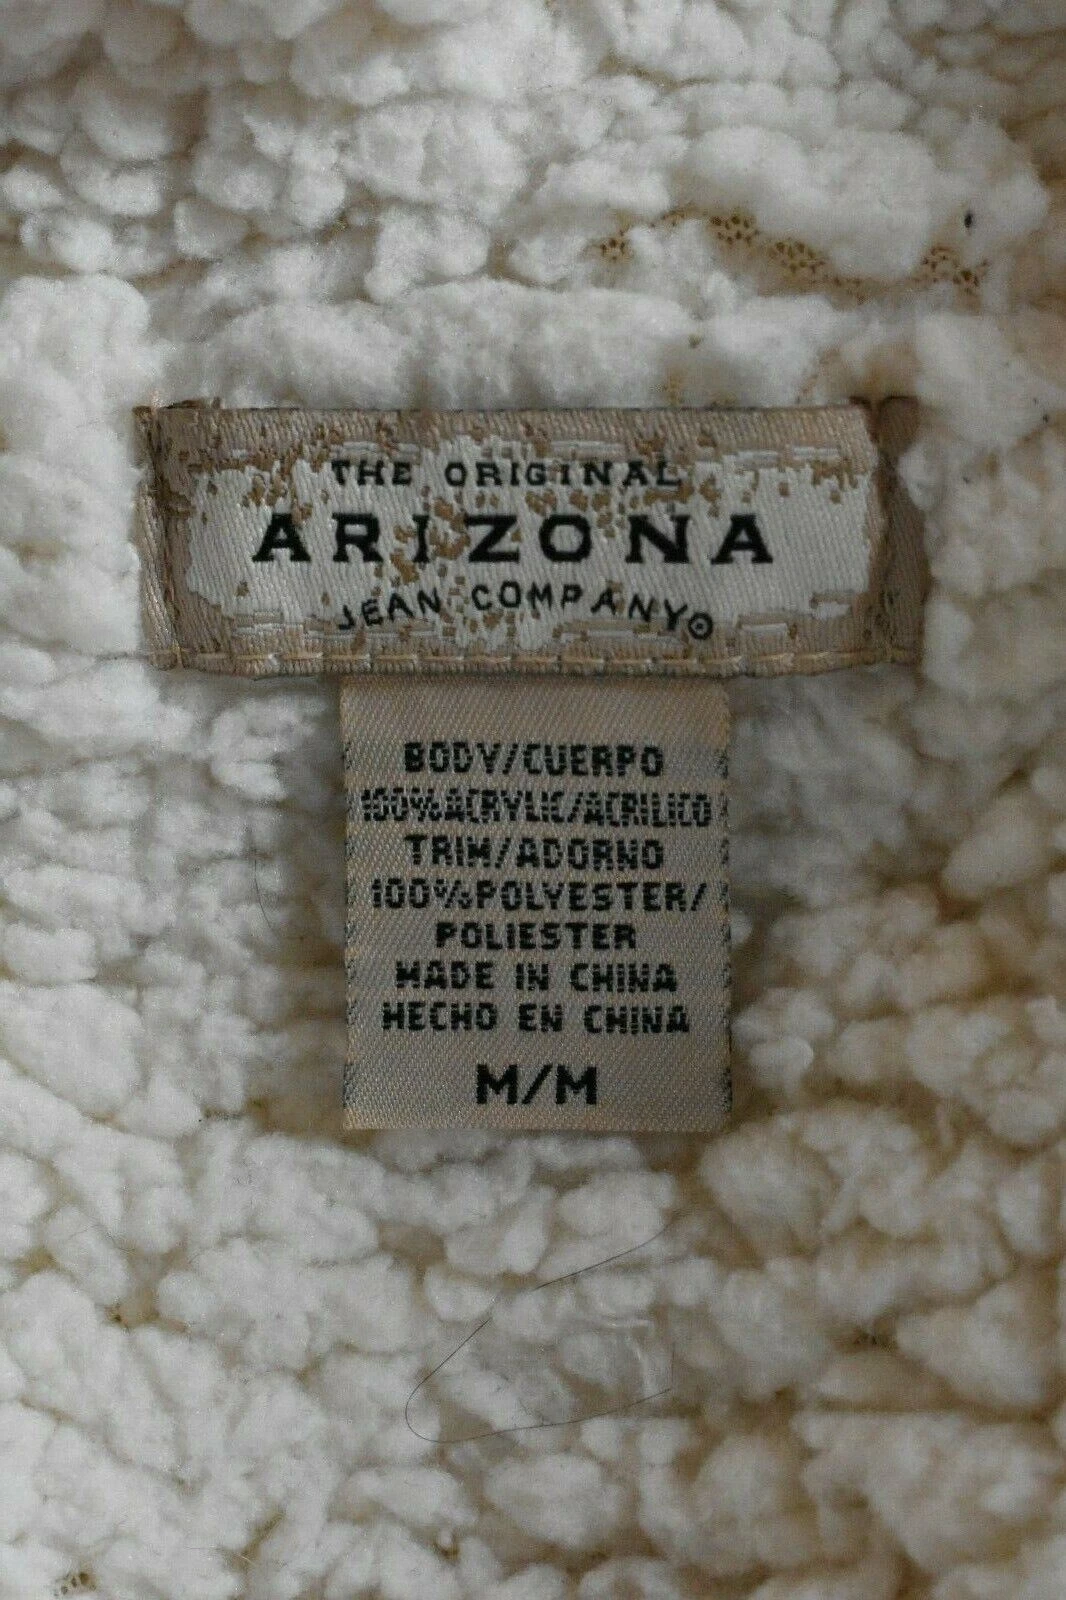 THE ORIGINAL
ARIZONA
JEAN COMPANY®
BODY/CUERPO
100%ACRYLIC/ACRILICO
TRIM/ADORNO
100%POLYESTER/
POLIESTER
MADE IN CHINA
HECHO EN CHINA
M/M